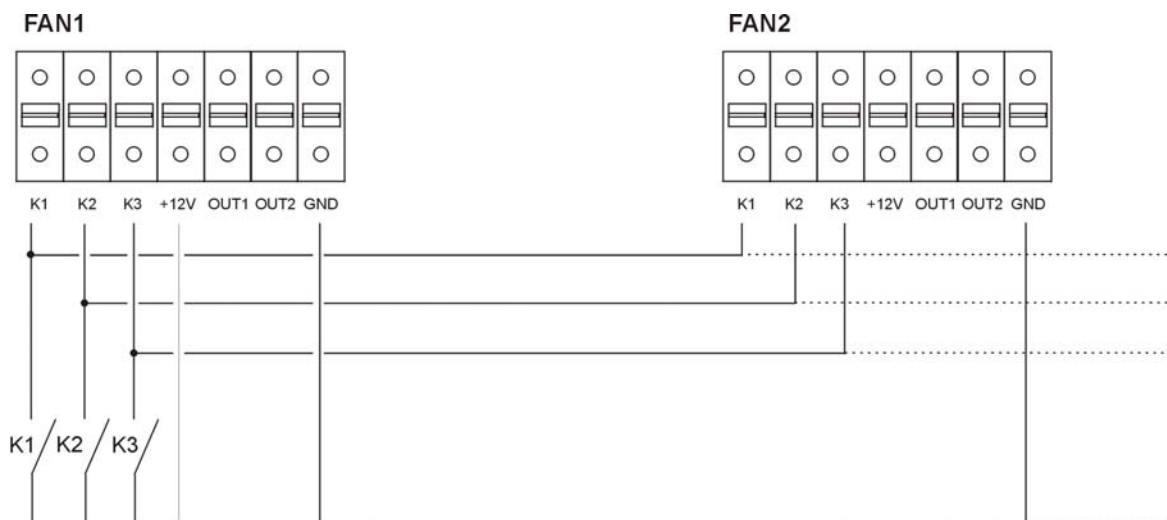 FAN1 FAN2
K1 K2 K3 +12V OUT1 OUT2 GND K1 K2 K3 +12V OUT1 OUT2 GND
K1 K2 K3